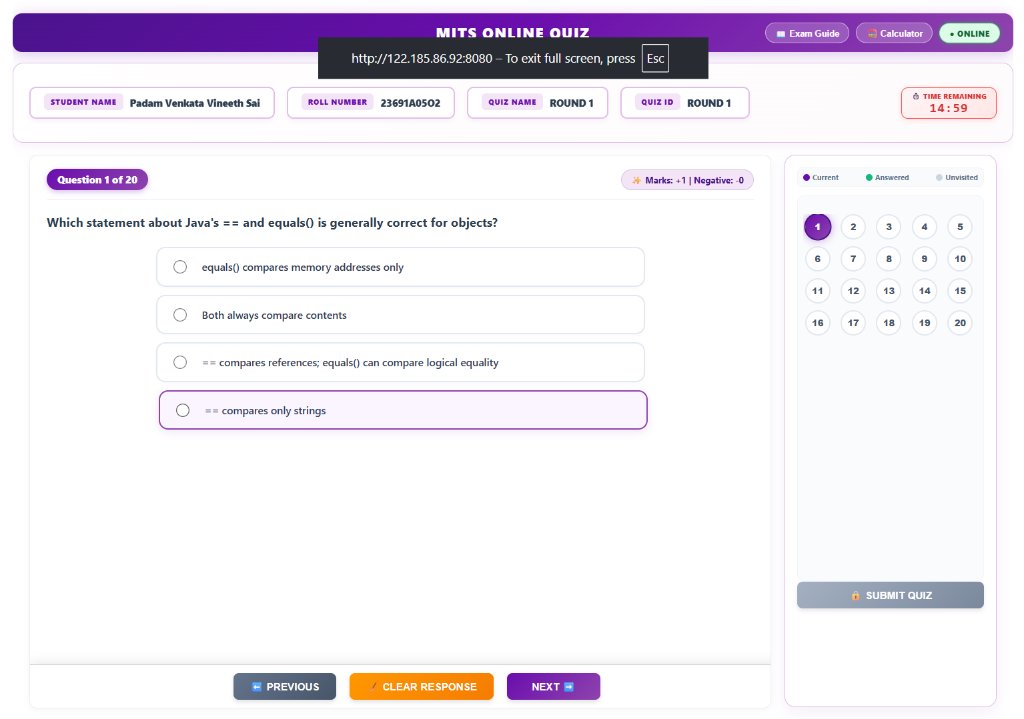 MITS ONLINE QUIZ
Exam Guide
Calculator
• ONLINE
http://122.185.86.92:8080 – To exit full screen, press Esc
STUDENT NAME Padam Venkata Vineeth Sai
ROLL NUMBER 23691A05O2
QUIZ NAME ROUND 1
QUIZ ID ROUND 1
TIME REMAINING
14:59
Question 1 of 20
Marks: +1 | Negative: -0
Which statement about Java's == and equals() is generally correct for objects?
equals() compares memory addresses only
Both always compare contents
== compares references; equals() can compare logical equality
== compares only strings
PREVIOUS
CLEAR RESPONSE
NEXT
Current
Answered
Unvisited
1 2 3 4 5
6 7 8 9 10
11 12 13 14 15
16 17 18 19 20
SUBMIT QUIZ